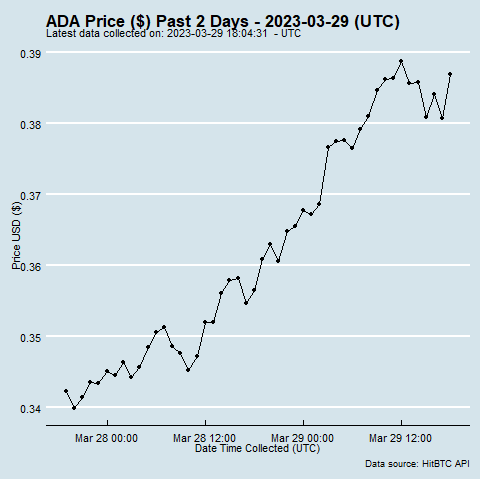 ADA Price ($) Past 2 Days - 2023-03-29 (UTC)
Latest data collected on: 2023-03-29 18:04:31 - UTC
0.39
0.38
0.37
0.36
0.35
0.34
Price USD ($)
Mar 28 00:00
Mar 28 12:00
Mar 29 00:00
Mar 29 12:00
Date Time Collected (UTC)
Data source: HitBTC API